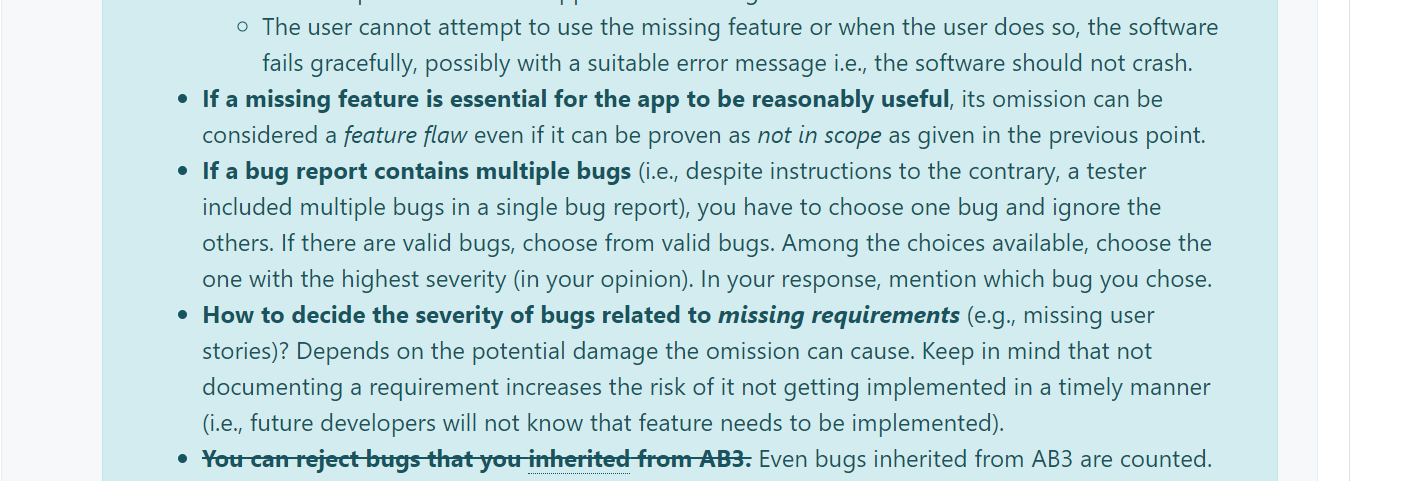 The user cannot attempt to use the missing feature or when the user does so, the software
fails gracefully, possibly with a suitable error message i.e., the software should not crash.
If a missing feature is essential for the app to be reasonably useful, its omission can be
considered a feature flaw even if it can be proven as not in scope as given in the previous point.
If a bug report contains multiple bugs (i.e., despite instructions to the contrary, a tester
included multiple bugs in a single bug report), you have to choose one bug and ignore the
others. If there are valid bugs, choose from valid bugs. Among the choices available, choose the
one with the highest severity (in your opinion). In your response, mention which bug you chose.
How to decide the severity of bugs related to missing requirements (e.g., missing user
stories)? Depends on the potential damage the omission can cause. Keep in mind that not
documenting a requirement increases the risk of it not getting implemented in a timely manner
(i.e., future developers will not know that feature needs to be implemented).
You can reject bugs that you inherited from AB3. Even bugs inherited from AB3 are counted.